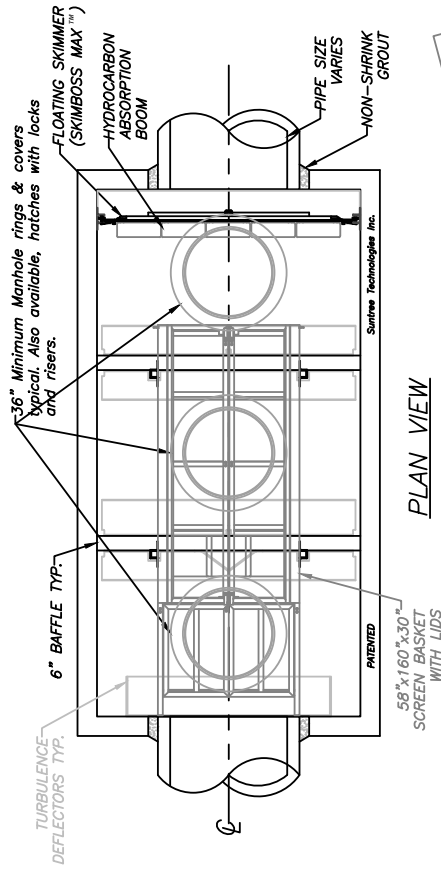 TURBULENCE
DEFLECTORS TYP.
6" BAFFLE TYP.
36" Minimum Manhole rings & covers
typical. Also available, hatches with locks
and risers.
FLOATING SKIMMER
(SKIMBOSS MAX™)
HYDROCARBON
ABSORPTION
BOOM
PIPE SIZE
VARIES
NON-SHRINK
GROUT
PATENTED
Suntree Technologies Inc.
58"x160"x30"
SCREEN BASKET
WITH LIDS
PLAN VIEW
℄